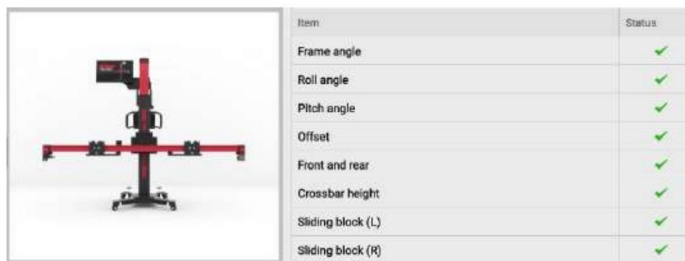 Item Status
Frame angle
Roll angle
Pitch angle
Offset
Front and rear
Crossbar height
Sliding block (L)
Sliding block (R)